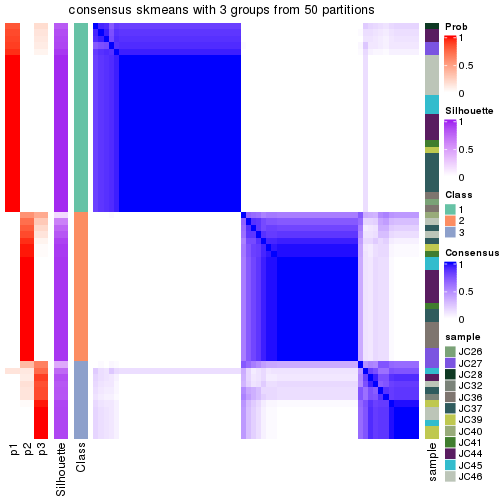 consensus skmeans with 3 groups from 50 partitions
Prob
1
0.5
0
Silhouette
1
0.5
0
Class
1
2
3
Consensus
1
0.5
0
sample
JC26
JC27
JC28
JC32
JC36
JC37
JC39
JC40
JC41
JC44
JC45
JC46
p1
p2
p3
Silhouette
Class
sample